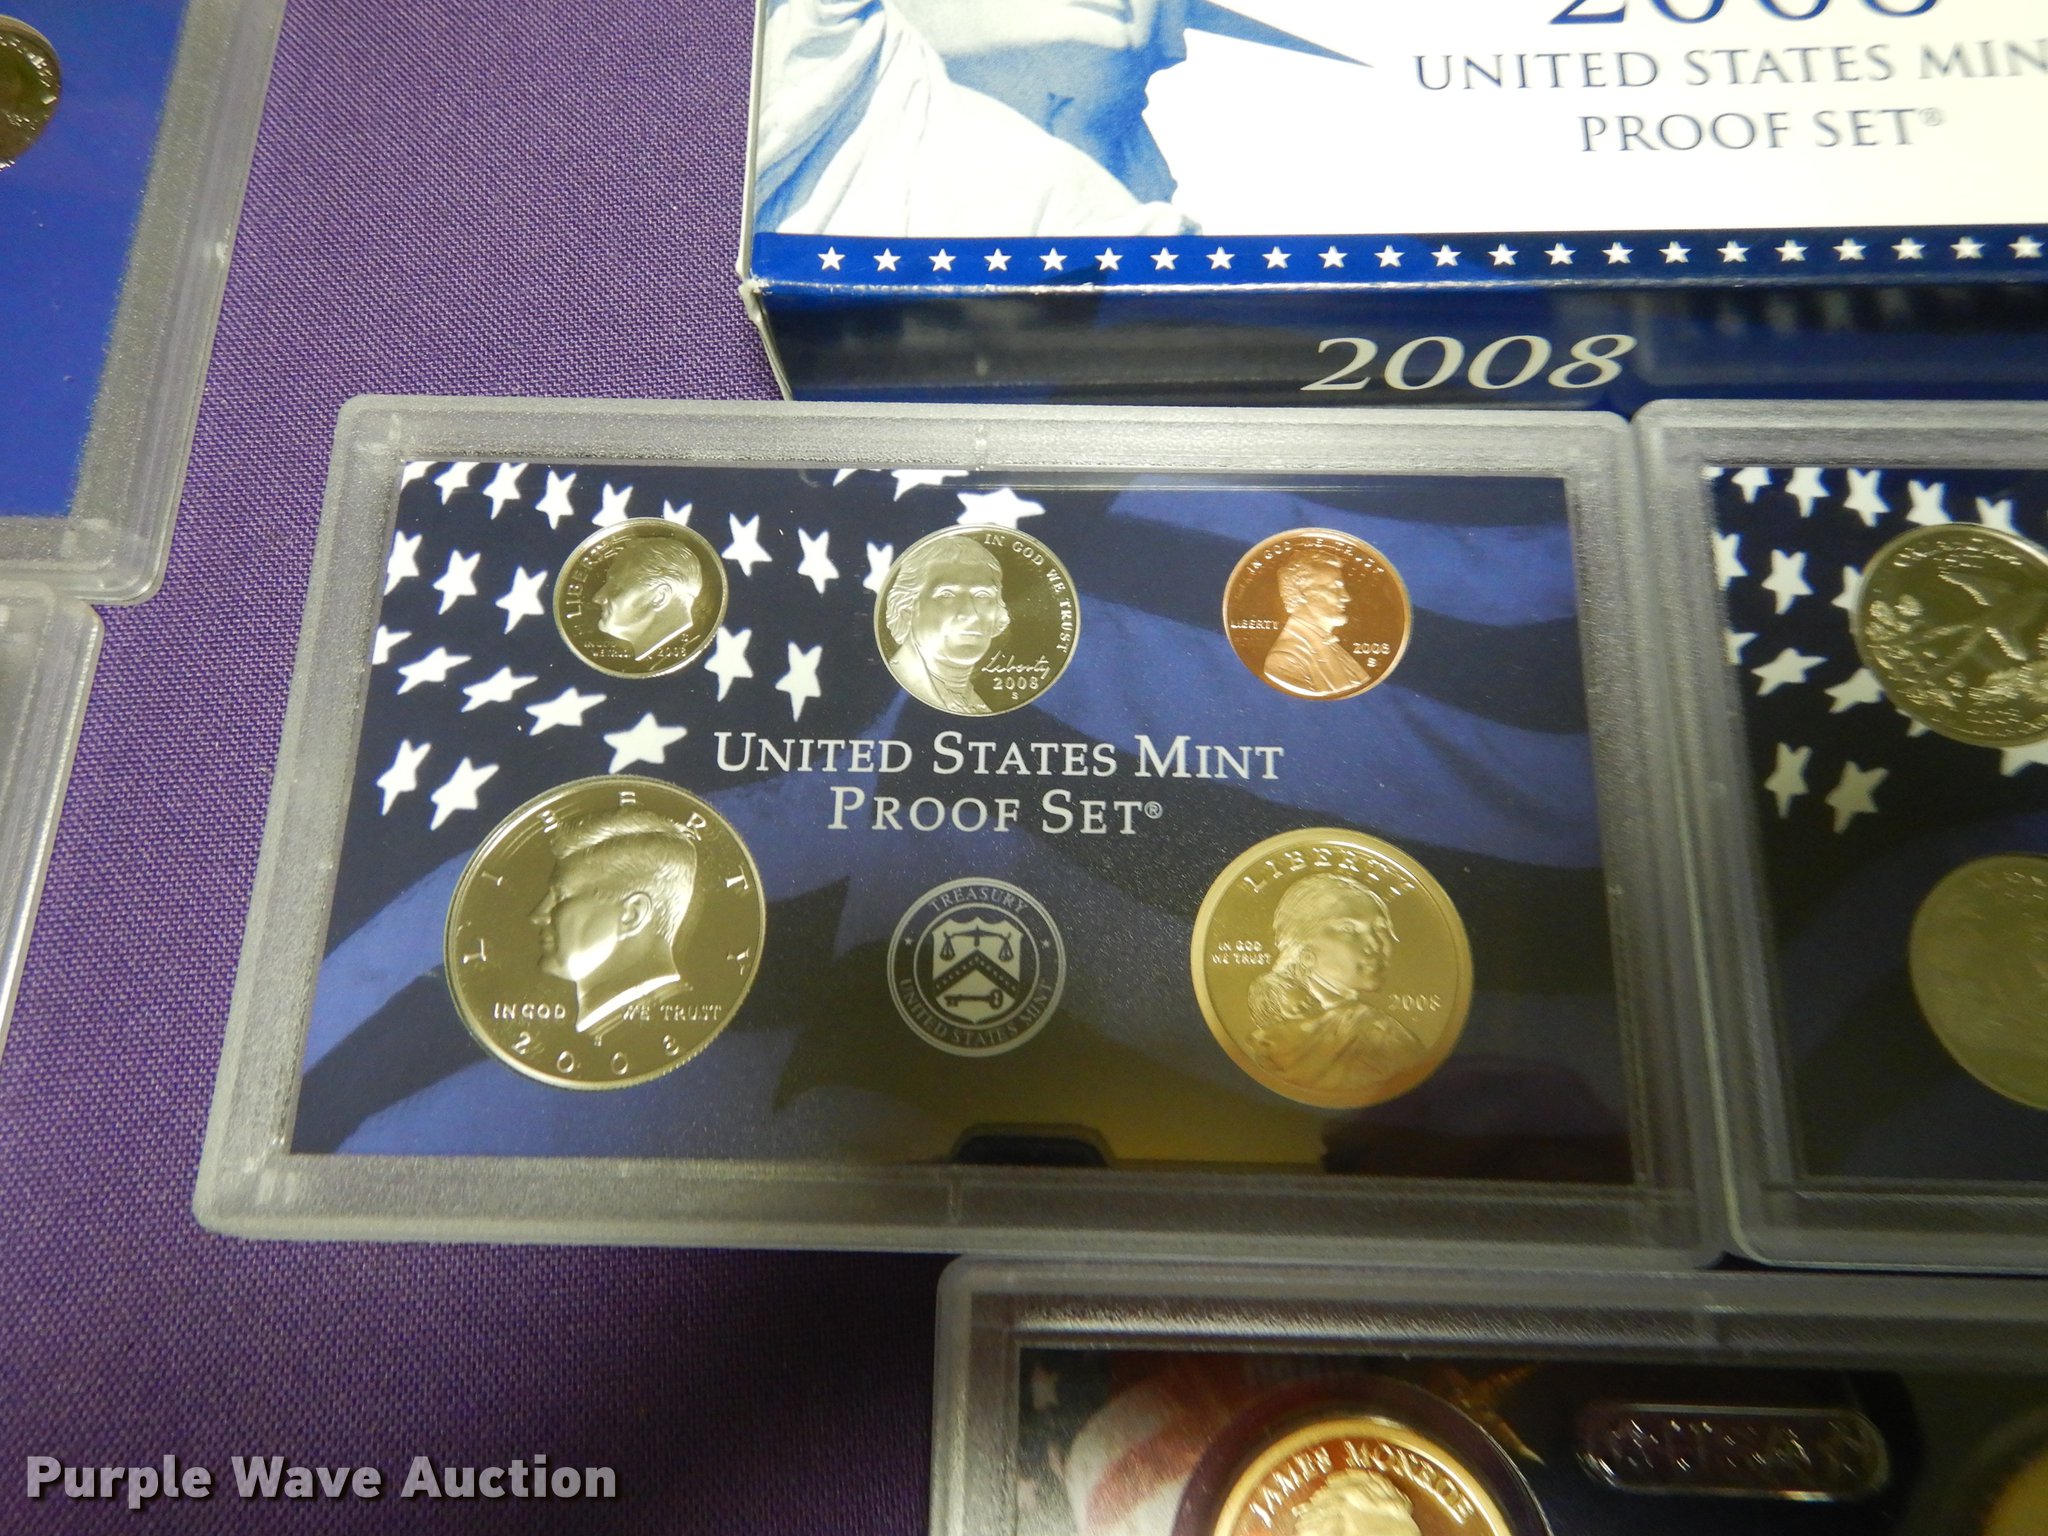 2008
UNITED STATES MIN
PROOF SET®
2008
LIBERTY
2008
IN GOD WE TRUST
Liberty
2008
S
IN GOD WE TRUST
LIBERTY
2008
S
UNITED STATES MINT
PROOF SET®
LIBERTY
IN GOD WE TRUST
2008
TREASURY
UNITED STATES MINT
LIBERTY
IN GOD
WE TRUST
2008
JAMES MONROE
Purple Wave Auction